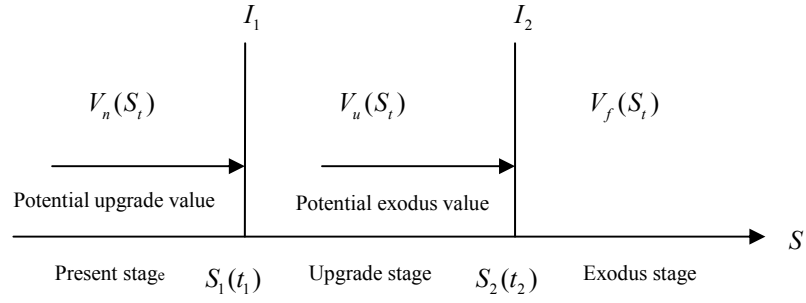 I₁ I₂
Vₙ(Sₜ) Vᵤ(Sₜ) V_f(Sₜ)
Potential upgrade value Potential exodus value
S
Present stage S₁(t₁) Upgrade stage S₂(t₂) Exodus stage